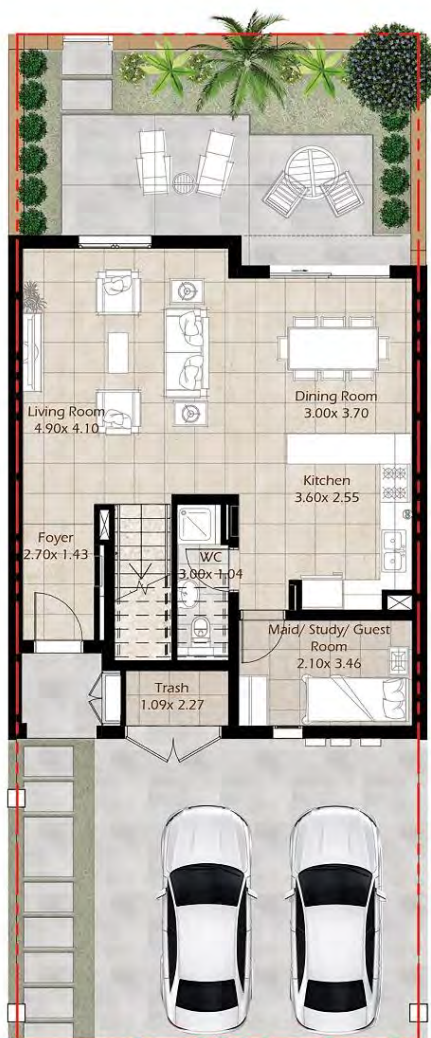 Living Room
4.90x 4.10
Dining Room
3.00x 3.70
Kitchen
3.60x 2.55
Foyer
2.70x 1.43
WC
3.00x 1.04
Maid/ Study/ Guest
Room
2.10x 3.46
Trash
1.09x 2.27